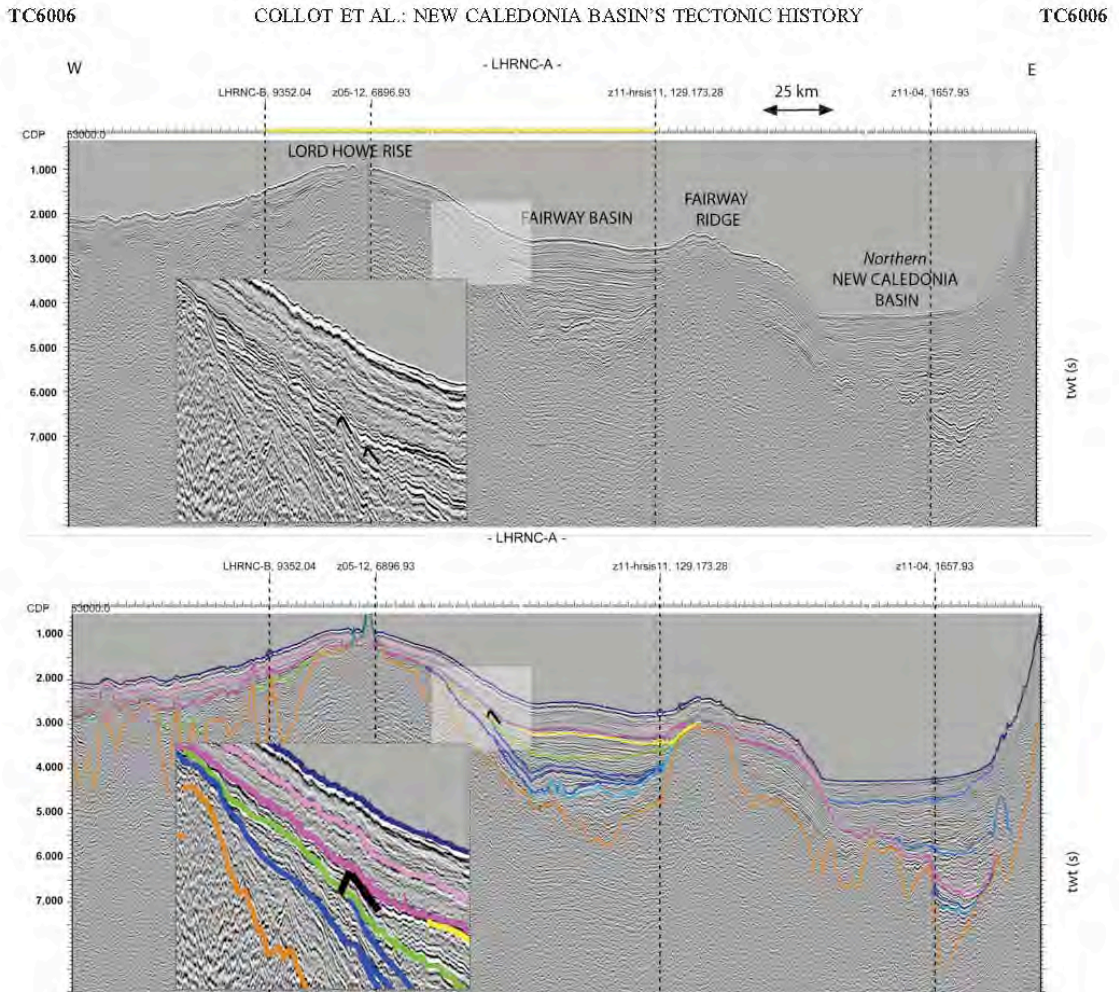 TC6006 COLLOT ET AL.: NEW CALEDONIA BASIN'S TECTONIC HISTORY TC6006
- LHRNC-A -
W E
LHRNC-B, 9352.04 z05-12, 6896.93 z11-hrsis11, 129.173.28 25 km z11-04, 1657.93
CDP 53000.0
LORD HOWE RISE
1.000
FAIRWAY
RIDGE
2.000
FAIRWAY BASIN
3.000
Northern
NEW CALEDONIA
BASIN
4.000
5.000
6.000
7.000
twt (s)
- LHRNC-A -
LHRNC-B, 9352.04 z05-12, 6896.93 z11-hrsis11, 129.173.28 z11-04, 1657.93
CDP 53000.0
1.000
2.000
3.000
4.000
5.000
6.000
7.000
twt (s)